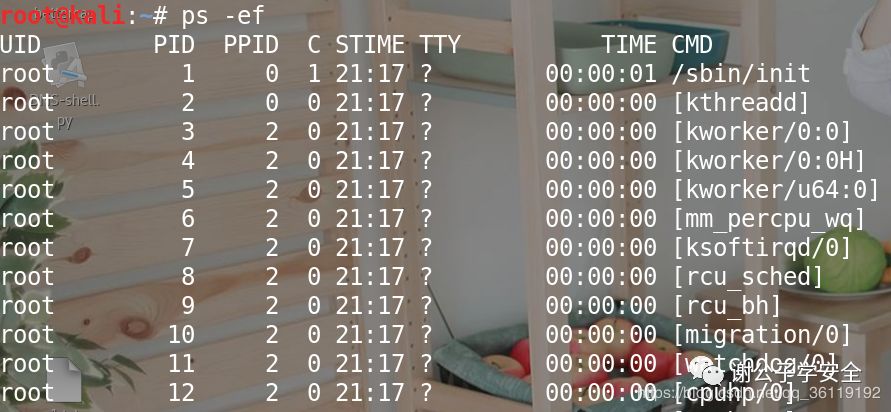 root@kali:~# ps -ef
UID PID PPID C STIME TTY TIME CMD
root 1 0 1 21:17 ? 00:00:01 /sbin/init
root 2 0 0 21:17 ? 00:00:00 [kthreadd]
root 3 2 0 21:17 ? 00:00:00 [kworker/0:0]
root 4 2 0 21:17 ? 00:00:00 [kworker/0:0H]
root 5 2 0 21:17 ? 00:00:00 [kworker/u64:0]
root 6 2 0 21:17 ? 00:00:00 [mm_percpu_wq]
root 7 2 0 21:17 ? 00:00:00 [ksoftirqd/0]
root 8 2 0 21:17 ? 00:00:00 [rcu_sched]
root 9 2 0 21:17 ? 00:00:00 [rcu_bh]
root 10 2 0 21:17 ? 00:00:00 [migration/0]
root 11 2 0 21:17 ? 00:00:00 [watchdog/0]
root 12 2 0 21:17 ? 00:00:00 [cpuhp/0]
DNS-shell.
py
谢公子学安全
https://blog.csdn.net/qq_36119192